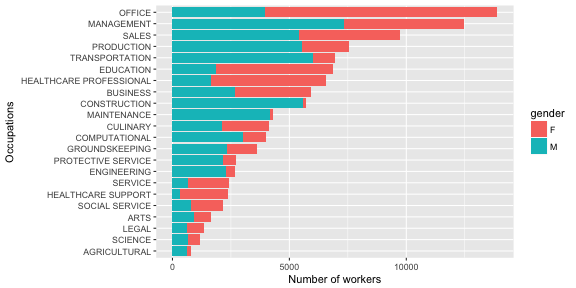 OFFICE
MANAGEMENT
SALES
PRODUCTION
TRANSPORTATION
EDUCATION
HEALTHCARE PROFESSIONAL
BUSINESS
CONSTRUCTION
MAINTENANCE
CULINARY
COMPUTATIONAL
GROUNDSKEEPING
PROTECTIVE SERVICE
ENGINEERING
SERVICE
HEALTHCARE SUPPORT
SOCIAL SERVICE
ARTS
LEGAL
SCIENCE
AGRICULTURAL
Occupations
0 5000 10000
Number of workers
gender
F
M